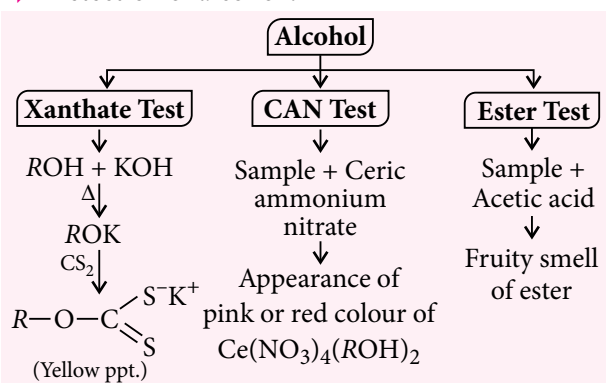 Alcohol
Xanthate Test
ROH + KOH
Δ
ROK
CS₂
R—O—C
S⁻K⁺
S
(Yellow ppt.)
CAN Test
Sample + Ceric
ammonium
nitrate
Appearance of
pink or red colour of
Ce(NO₃)₄(ROH)₂
Ester Test
Sample +
Acetic acid
Fruity smell
of ester